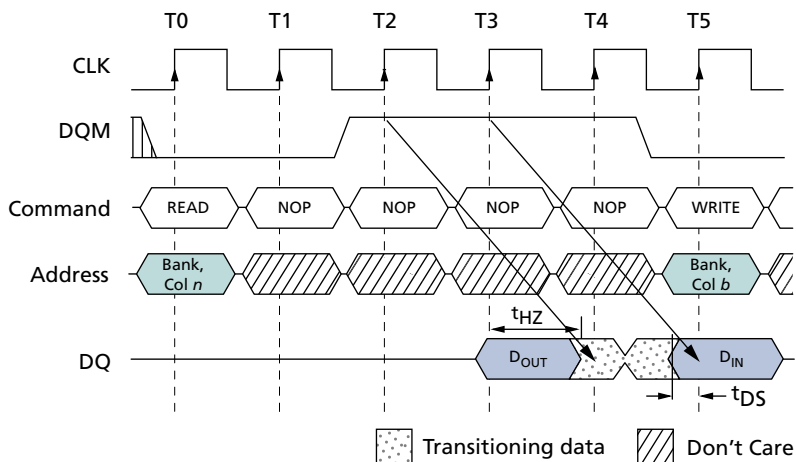 T0 T1 T2 T3 T4 T5
CLK
DQM
Command READ NOP NOP NOP NOP WRITE
Address Bank, Col n Bank, Col b
tHZ
DQ DOUT DIN
tDS
Transitioning data Don't Care